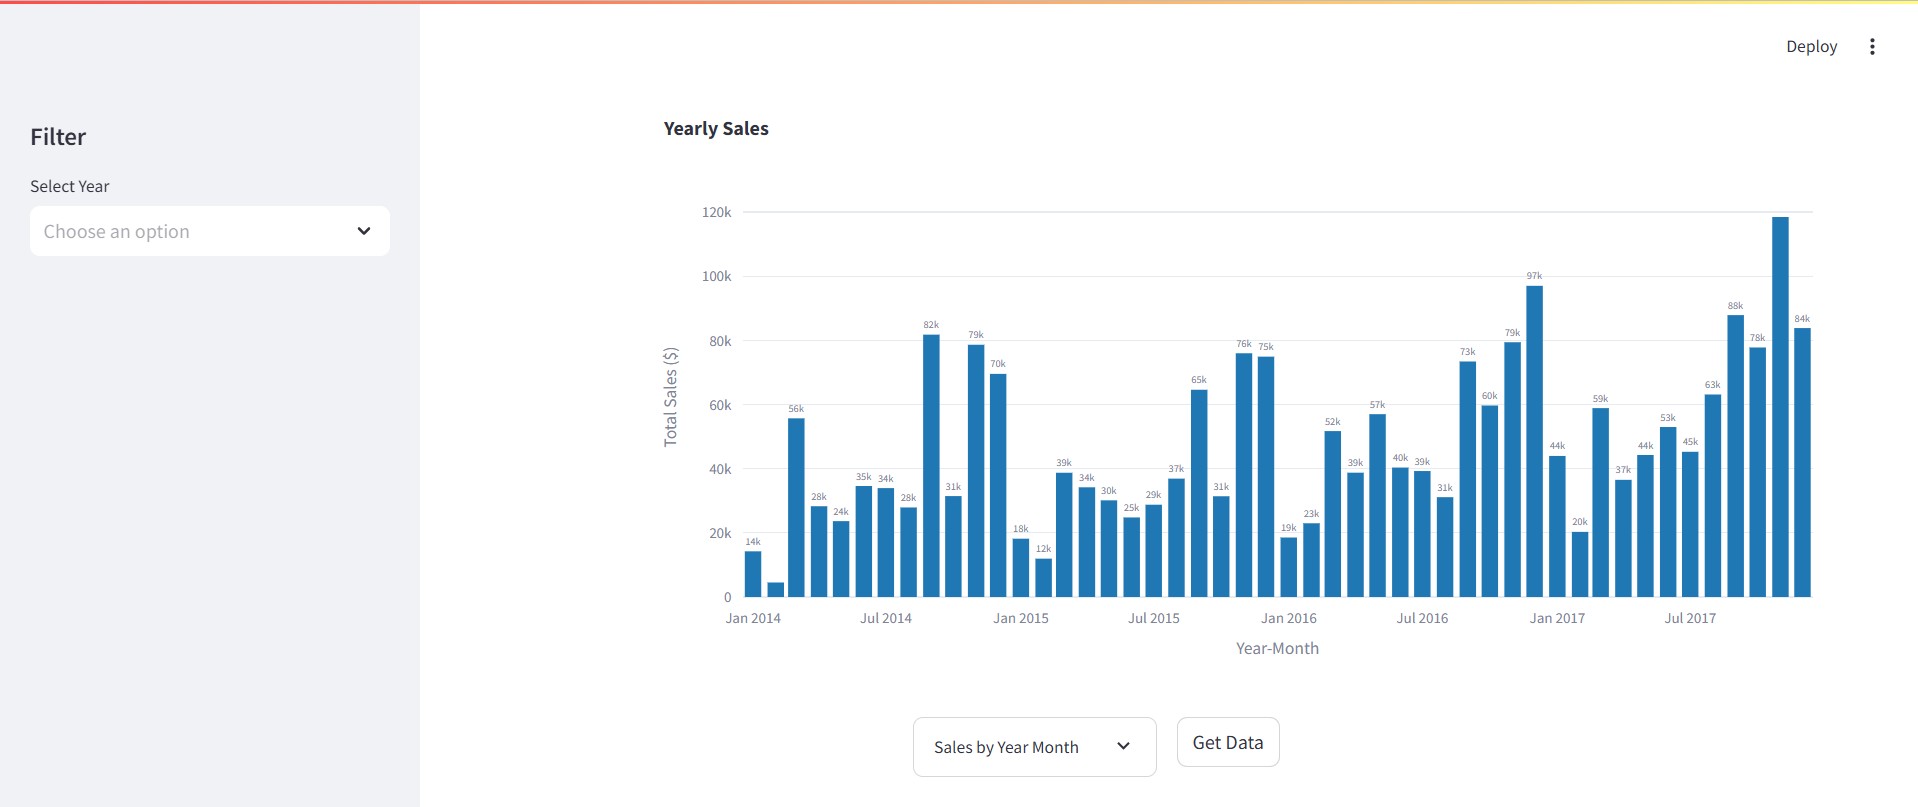 Deploy
Filter
Select Year
Choose an option
Yearly Sales
120k
100k
80k
60k
40k
20k
0
Total Sales ($)
14k
56k
28k
24k
35k
34k
28k
82k
31k
79k
70k
18k
12k
39k
34k
30k
25k
29k
37k
65k
31k
76k
75k
19k
23k
52k
39k
57k
40k
39k
31k
73k
60k
79k
97k
44k
20k
59k
37k
44k
53k
45k
63k
88k
78k
84k
Jan 2014
Jul 2014
Jan 2015
Jul 2015
Jan 2016
Jul 2016
Jan 2017
Jul 2017
Year-Month
Sales by Year Month
Get Data